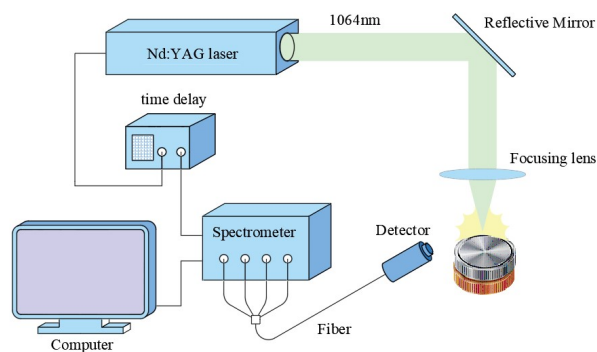 1064nm
Reflective Mirror
Nd:YAG laser
time delay
Focusing lens
Spectrometer
Detector
Fiber
Computer